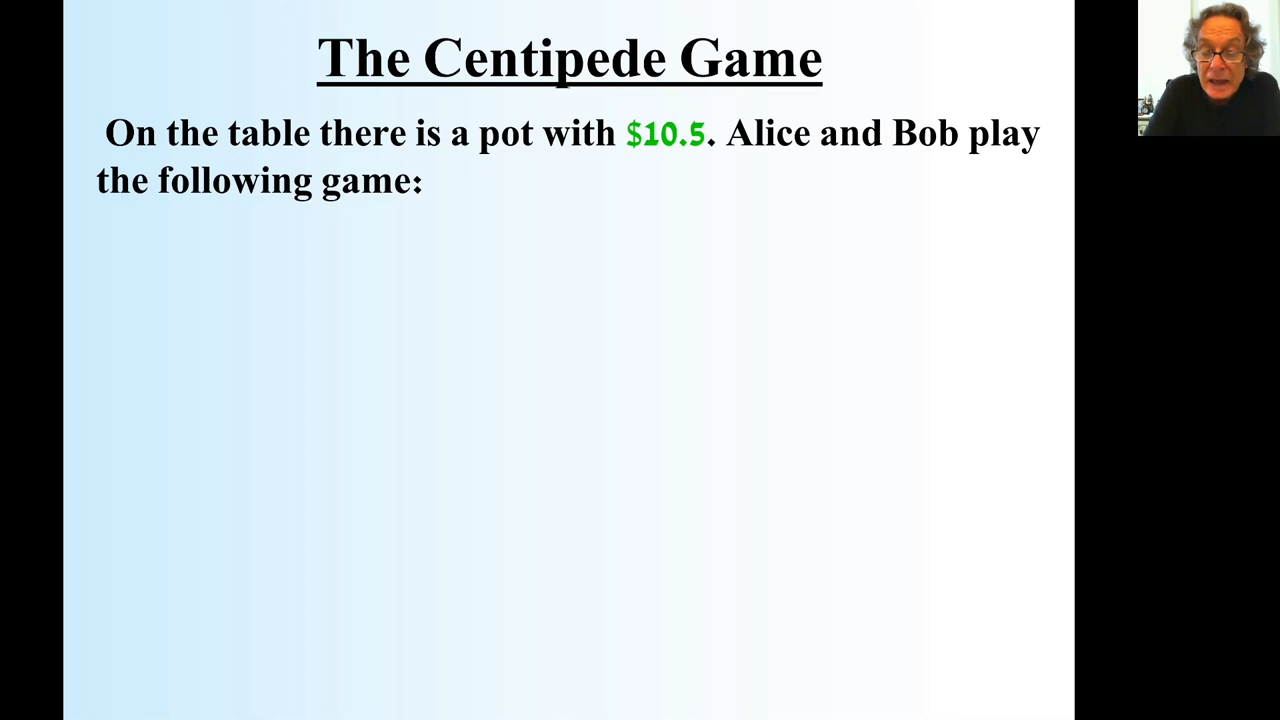 The Centipede Game
On the table there is a pot with $10.5. Alice and Bob play
the following game: